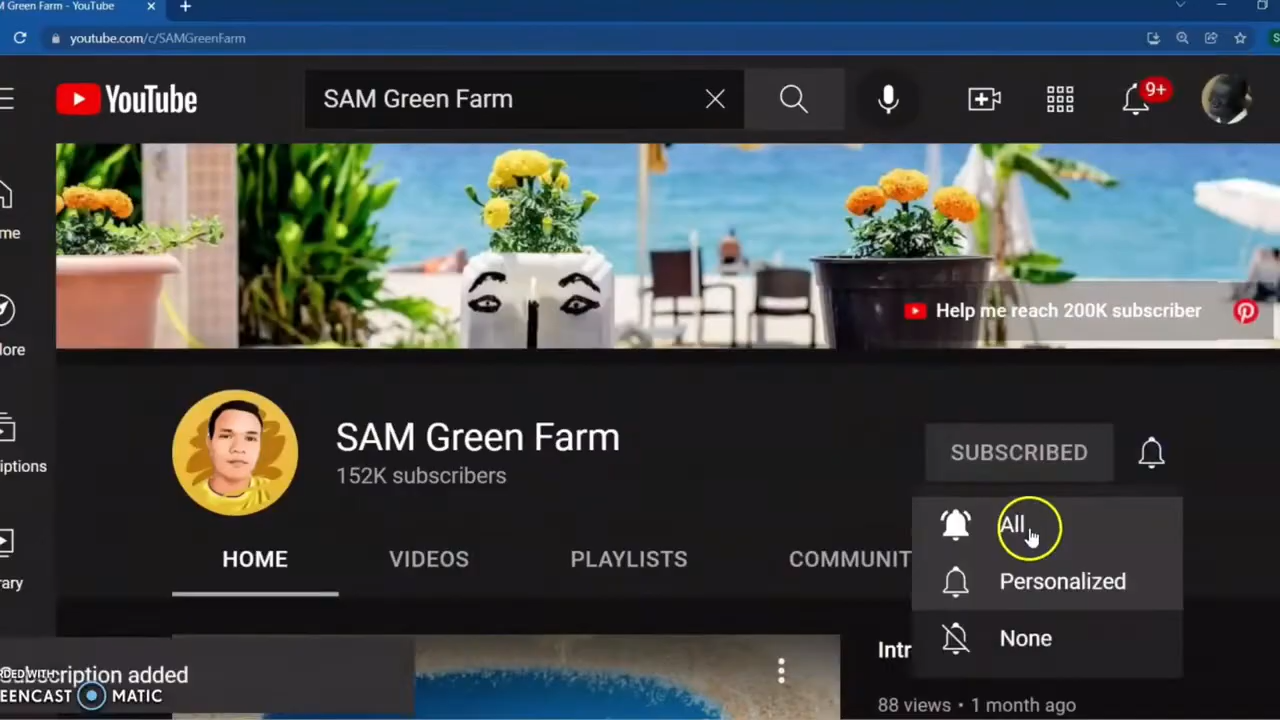 M Green Farm - YouTube
youtube.com/c/SAMGreenFarm
YouTube
SAM Green Farm
9+
Help me reach 200K subscriber
me
lore
iptions
rary
SAM Green Farm
152K subscribers
SUBSCRIBED
All
Personalized
None
HOME
VIDEOS
PLAYLISTS
COMMUNIT
Subscription added
RDED WITH
EENCAST MATIC
Intr
88 views • 1 month ago